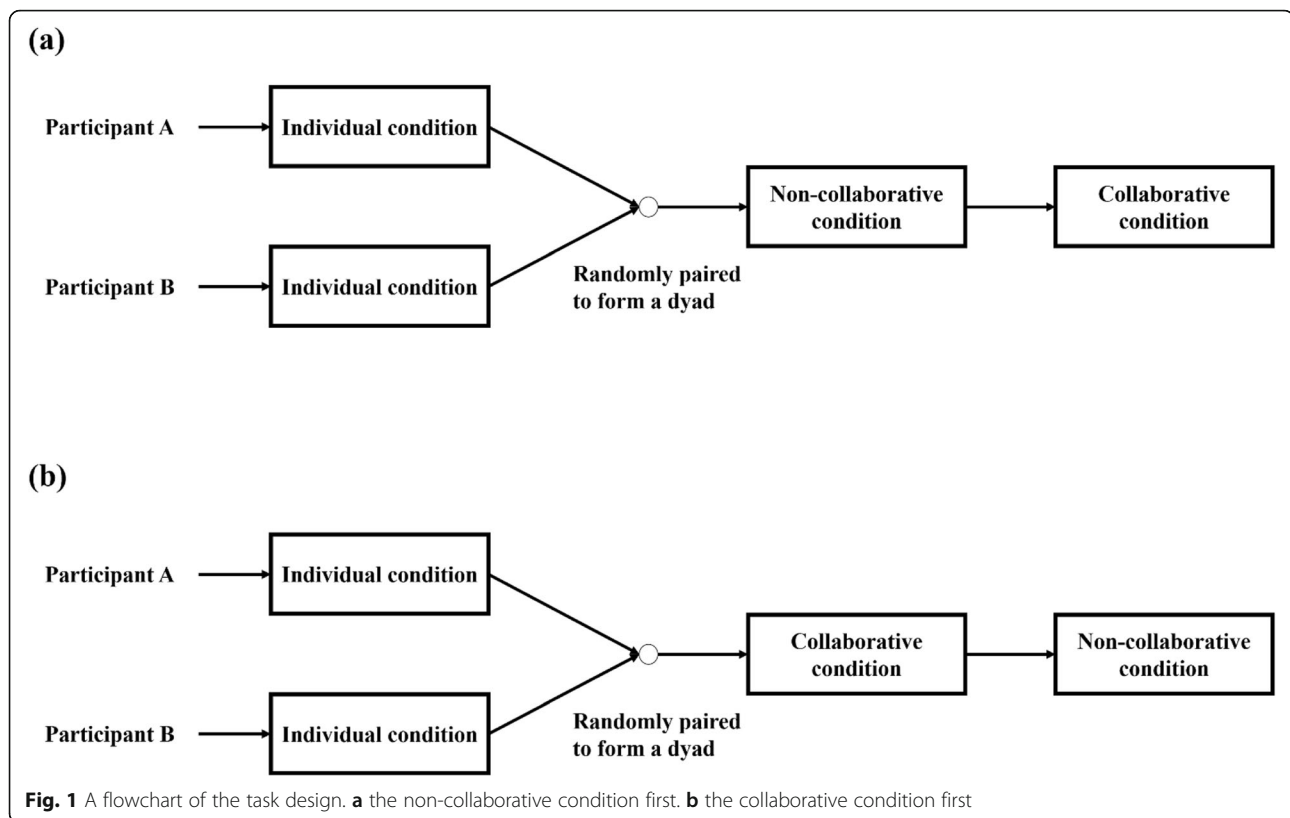 (a)
Participant A
Individual condition
Non-collaborative
condition
Collaborative
condition
Participant B
Individual condition
Randomly paired
to form a dyad
(b)
Participant A
Individual condition
Collaborative
condition
Non-collaborative
condition
Participant B
Individual condition
Randomly paired
to form a dyad
Fig. 1 A flowchart of the task design. a the non-collaborative condition first. b the collaborative condition first